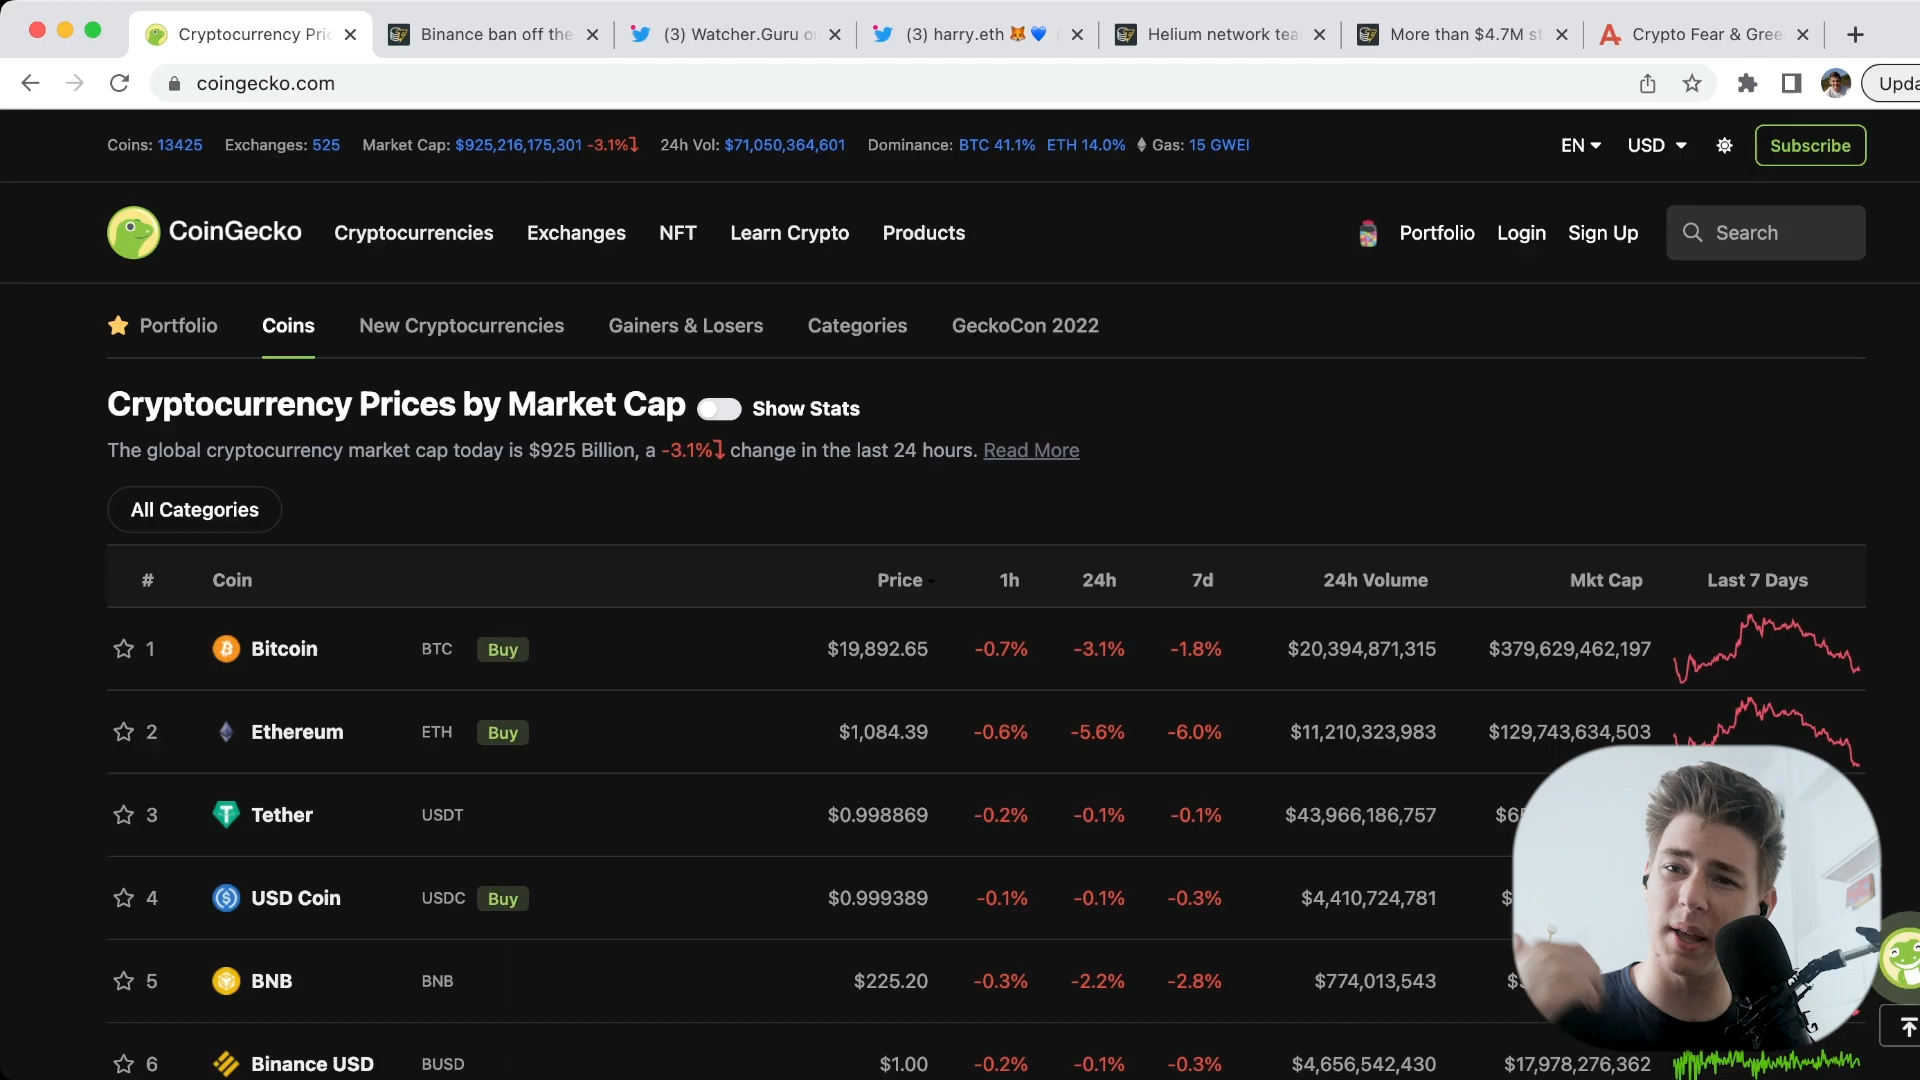 Cryptocurrency Pri
Binance ban off the
(3) Watcher.Guru o
(3) harry.eth 🦊💙
Helium network tea
More than $4.7M st
Crypto Fear & Gree
coingecko.com
Upda
Coins: 13425 Exchanges: 525 Market Cap: $925,216,175,301 -3.1% 24h Vol: $71,050,364,601 Dominance: BTC 41.1% ETH 14.0% Gas: 15 GWEI
EN USD Subscribe
CoinGecko Cryptocurrencies Exchanges NFT Learn Crypto Products
Portfolio Login Sign Up Search
Portfolio Coins New Cryptocurrencies Gainers & Losers Categories GeckoCon 2022
Cryptocurrency Prices by Market Cap Show Stats
The global cryptocurrency market cap today is $925 Billion, a -3.1% change in the last 24 hours. Read More
All Categories
# Coin Price 1h 24h 7d 24h Volume Mkt Cap Last 7 Days
1 Bitcoin BTC Buy $19,892.65 -0.7% -3.1% -1.8% $20,394,871,315 $379,629,462,197
2 Ethereum ETH Buy $1,084.39 -0.6% -5.6% -6.0% $11,210,323,983 $129,743,634,503
3 Tether USDT $0.998869 -0.2% -0.1% -0.1% $43,966,186,757
4 USD Coin USDC Buy $0.999389 -0.1% -0.1% -0.3% $4,410,724,781
5 BNB BNB $225.20 -0.3% -2.2% -2.8% $774,013,543
6 Binance USD BUSD $1.00 -0.2% -0.1% -0.3% $4,656,542,430 $17,978,276,362